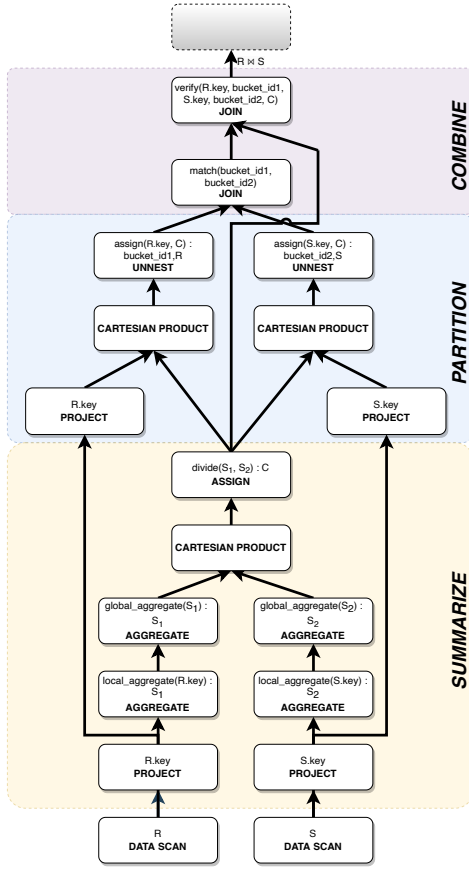 R ⋈ S
verify(R.key, bucket_id1,
S.key, bucket_id2, C)
JOIN
COMBINE
match(bucket_id1,
bucket_id2)
JOIN
assign(R.key, C) :
bucket_id1,R
UNNEST
assign(S.key, C) :
bucket_id2,S
UNNEST
PARTITION
CARTESIAN PRODUCT
CARTESIAN PRODUCT
R.key
PROJECT
S.key
PROJECT
divide(S₁, S₂) : C
ASSIGN
SUMMARIZE
CARTESIAN PRODUCT
global_aggregate(S₁) :
S₁
AGGREGATE
global_aggregate(S₂) :
S₂
AGGREGATE
local_aggregate(R.key) :
S₁
AGGREGATE
local_aggregate(S.key) :
S₂
AGGREGATE
R.key
PROJECT
S.key
PROJECT
R
DATA SCAN
S
DATA SCAN